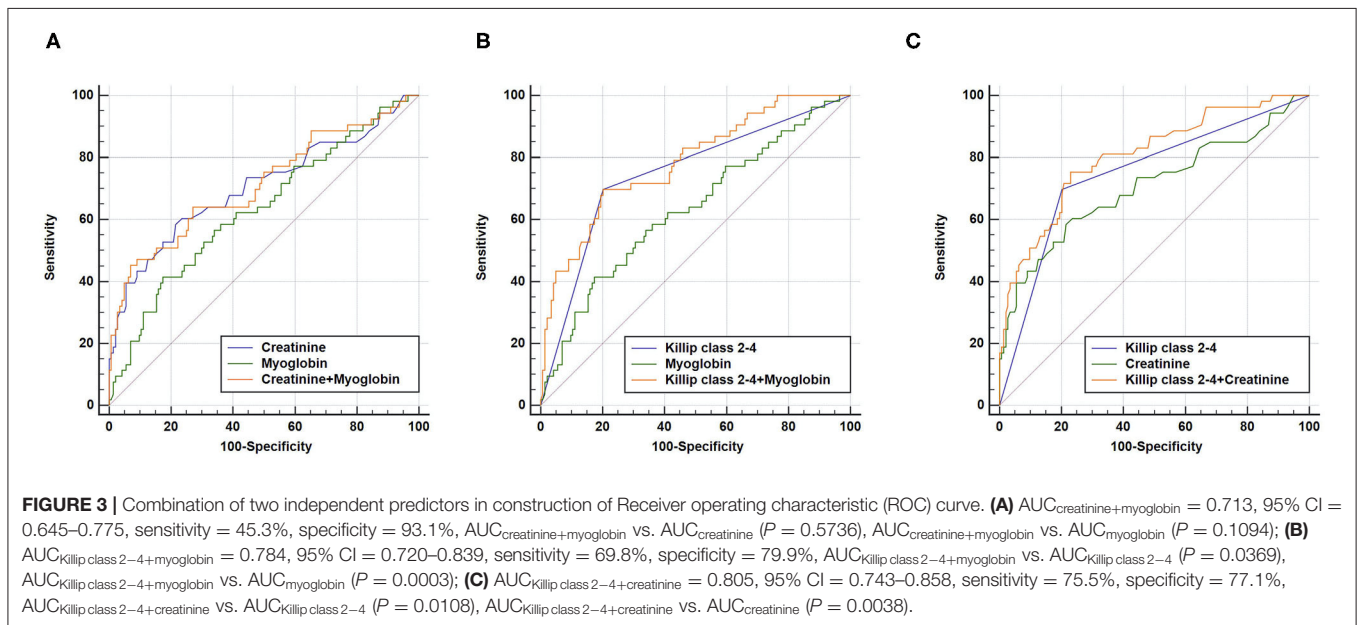 A
B
C
100
80
60
40
20
0
Sensitivity
0 20 40 60 80 100
100-Specificity
Creatinine
Myoglobin
Creatinine+Myoglobin
100
80
60
40
20
0
Sensitivity
0 20 40 60 80 100
100-Specificity
Killip class 2-4
Myoglobin
Killip class 2-4+Myoglobin
100
80
60
40
20
0
Sensitivity
0 20 40 60 80 100
100-Specificity
Killip class 2-4
Creatinine
Killip class 2-4+Creatinine
FIGURE 3 | Combination of two independent predictors in construction of Receiver operating characteristic (ROC) curve. (A) AUCcreatinine+myoglobin = 0.713, 95% CI =
0.645–0.775, sensitivity = 45.3%, specificity = 93.1%, AUCcreatinine+myoglobin vs. AUCcreatinine (P = 0.5736), AUCcreatinine+myoglobin vs. AUCmyoglobin (P = 0.1094); (B)
AUCKillip class 2−4+myoglobin = 0.784, 95% CI = 0.720–0.839, sensitivity = 69.8%, specificity = 79.9%, AUCKillip class 2−4+myoglobin vs. AUCKillip class 2−4 (P = 0.0369),
AUCKillip class 2−4+myoglobin vs. AUCmyoglobin (P = 0.0003); (C) AUCKillip class 2−4+creatinine = 0.805, 95% CI = 0.743–0.858, sensitivity = 75.5%, specificity = 77.1%,
AUCKillip class 2−4+creatinine vs. AUCKillip class 2−4 (P = 0.0108), AUCKillip class 2−4+creatinine vs. AUCcreatinine (P = 0.0038).